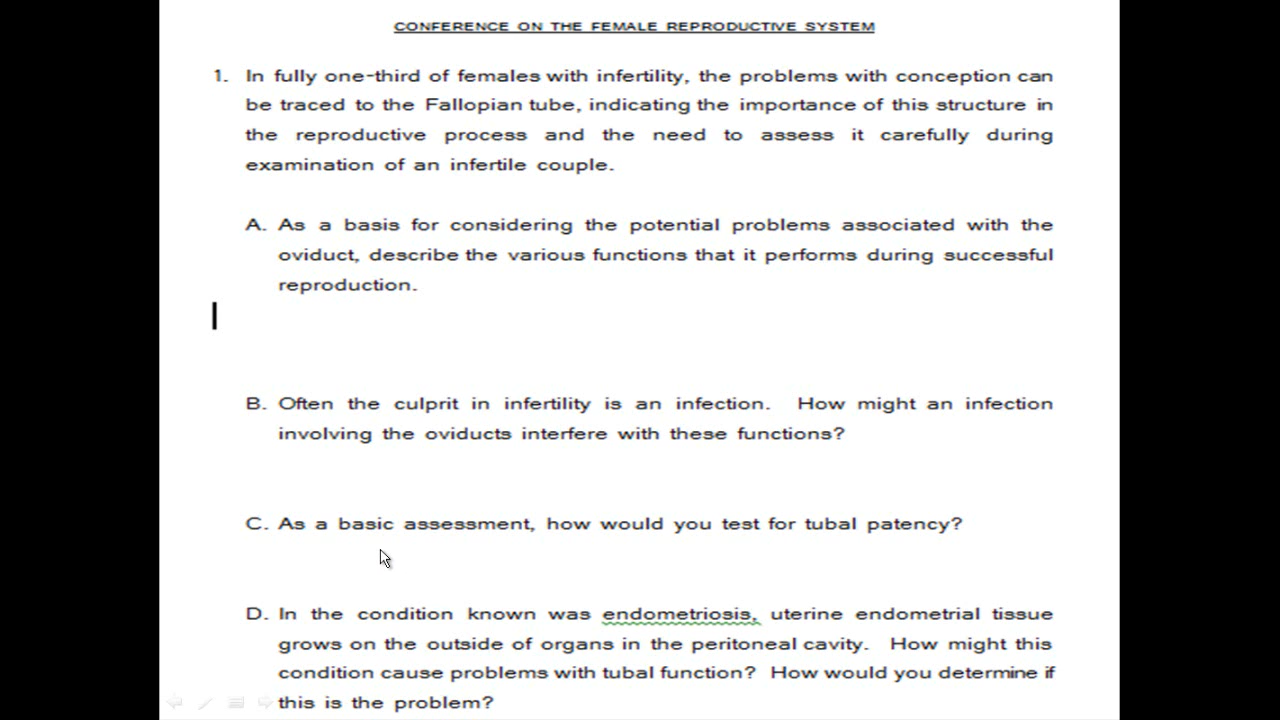 CONFERENCE ON THE FEMALE REPRODUCTIVE SYSTEM
1. In fully one-third of females with infertility, the problems with conception can
be traced to the Fallopian tube, indicating the importance of this structure in
the reproductive process and the need to assess it carefully during
examination of an infertile couple.
A. As a basis for considering the potential problems associated with the
oviduct, describe the various functions that it performs during successful
reproduction.
B. Often the culprit in infertility is an infection. How might an infection
involving the oviducts interfere with these functions?
C. As a basic assessment, how would you test for tubal patency?
D. In the condition known was endometriosis, uterine endometrial tissue
grows on the outside of organs in the peritoneal cavity. How might this
condition cause problems with tubal function? How would you determine if
this is the problem?